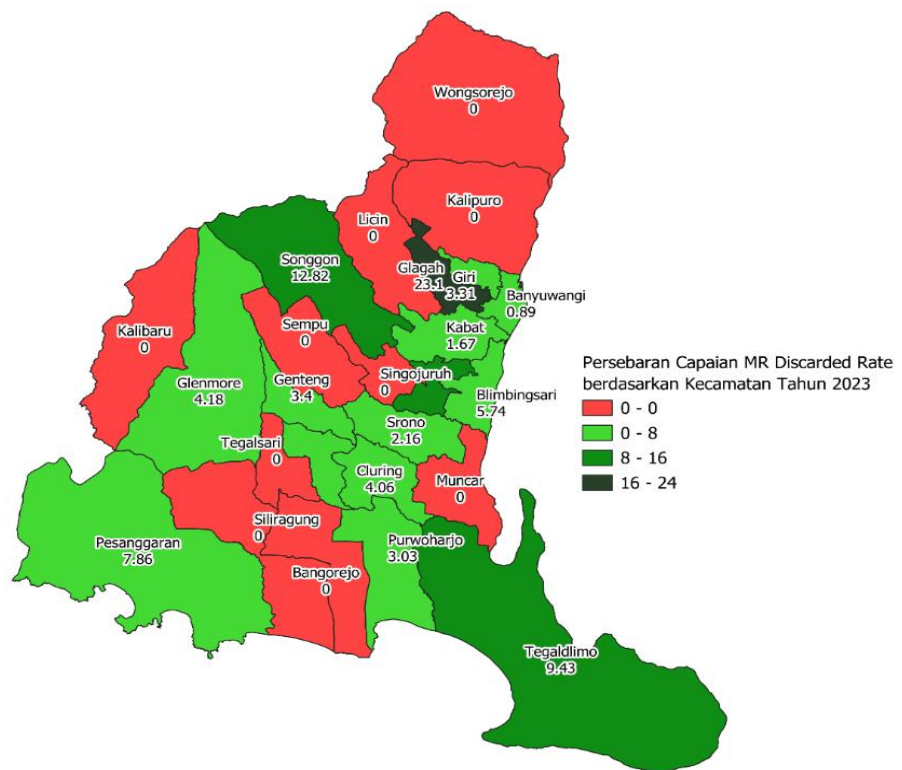 Wongsorejo
0
Kalipuro
0
Licin
0
Songgon
12.82
Glagah
23.1
Giri
3.31
Banyuwangi
0.89
Kalibaru
0
Sempu
0
Kabat
1.67
Glenmore
4.18
Genteng
3.4
Singojuruh
0
Blimbingsari
5.74
Srono
2.16
Tegalsari
0
Cluring
4.06
Muncar
0
Siliragung
0
Pesanggaran
7.86
Purwoharjo
3.03
Bangorejo
0
Tegaldlimo
9.43
Persebaran Capaian MR Discarded Rate
berdasarkan Kecamatan Tahun 2023
0 - 0
0 - 8
8 - 16
16 - 24